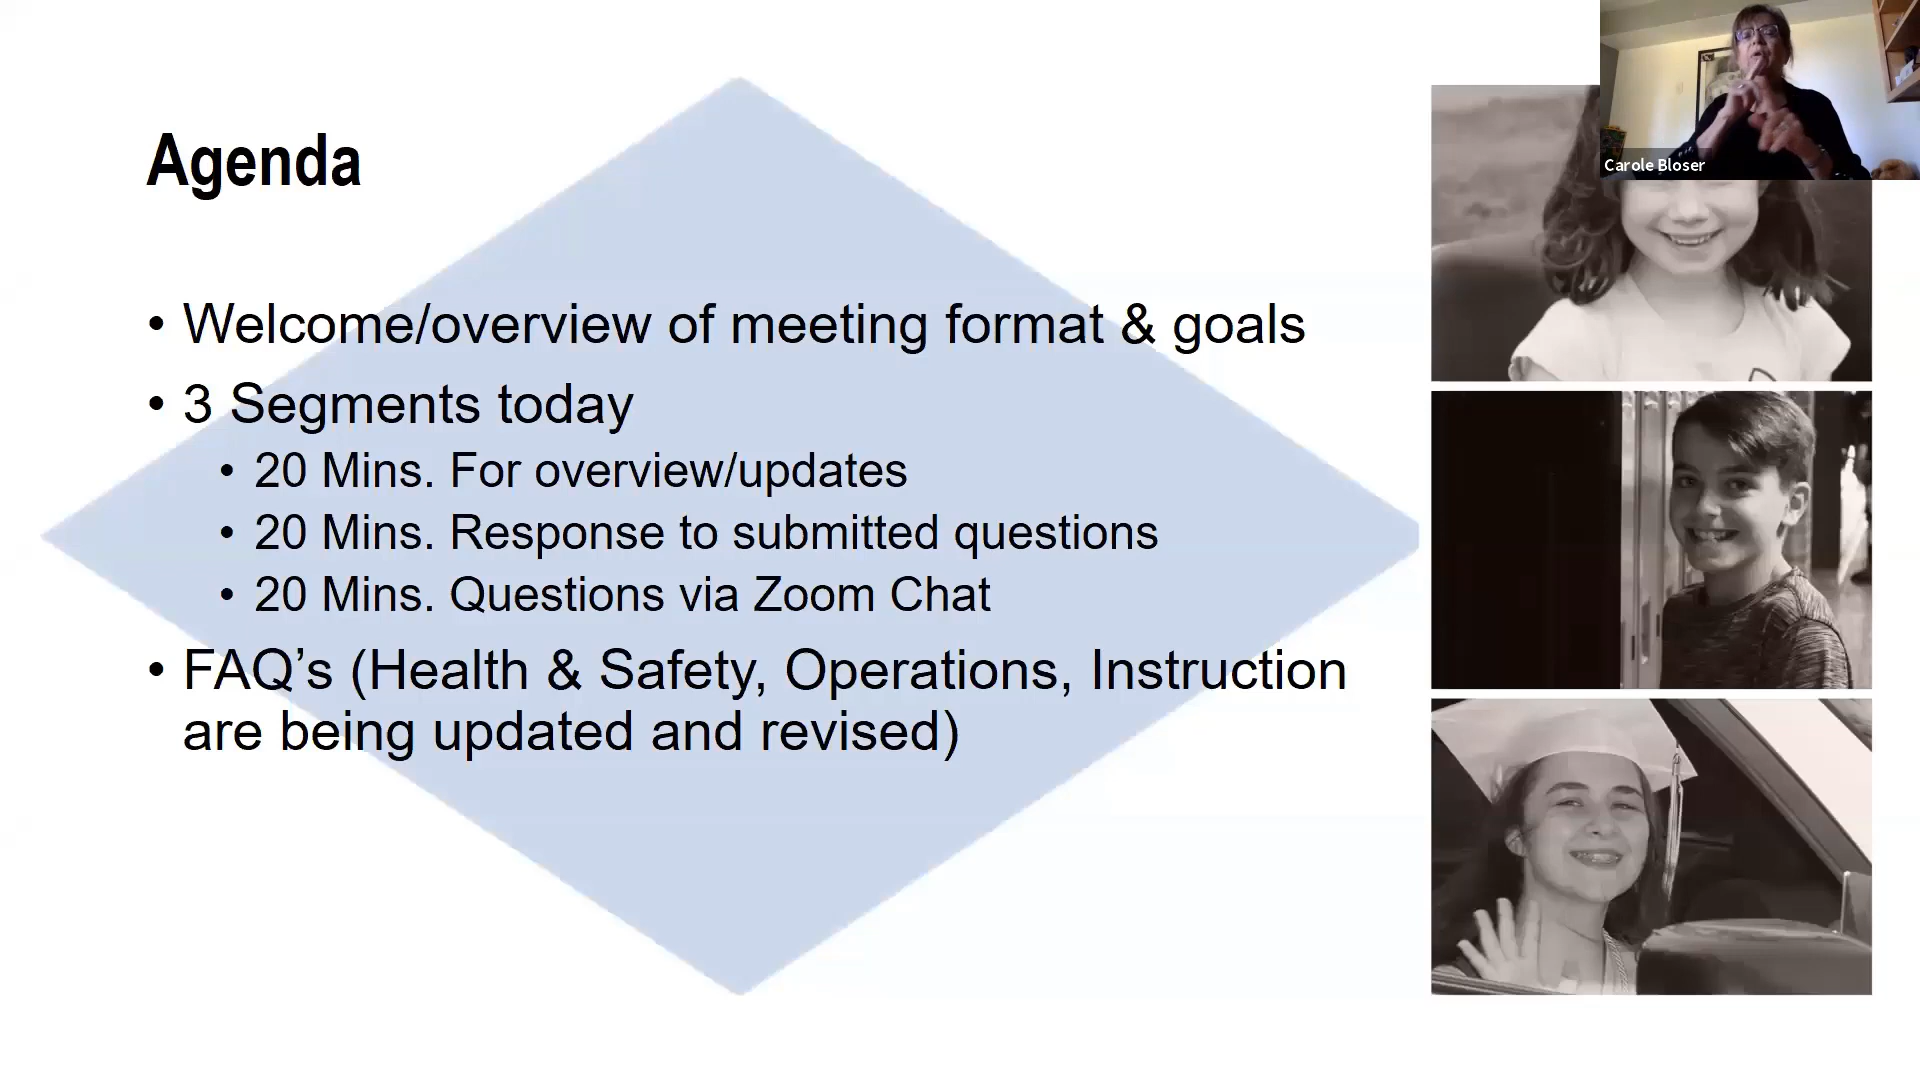 Carole Bloser
Agenda
• Welcome/overview of meeting format & goals
• 3 Segments today
• 20 Mins. For overview/updates
• 20 Mins. Response to submitted questions
• 20 Mins. Questions via Zoom Chat
• FAQ’s (Health & Safety, Operations, Instruction
are being updated and revised)